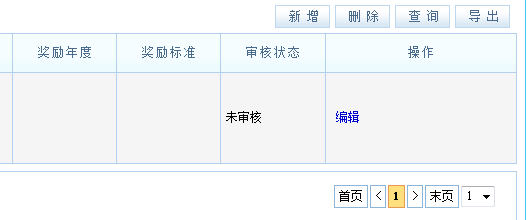 新 增 删 除 查 询 导 出
奖励年度 奖励标准 审核状态 操作
未审核 编辑
首页 < 1 > 末页 1